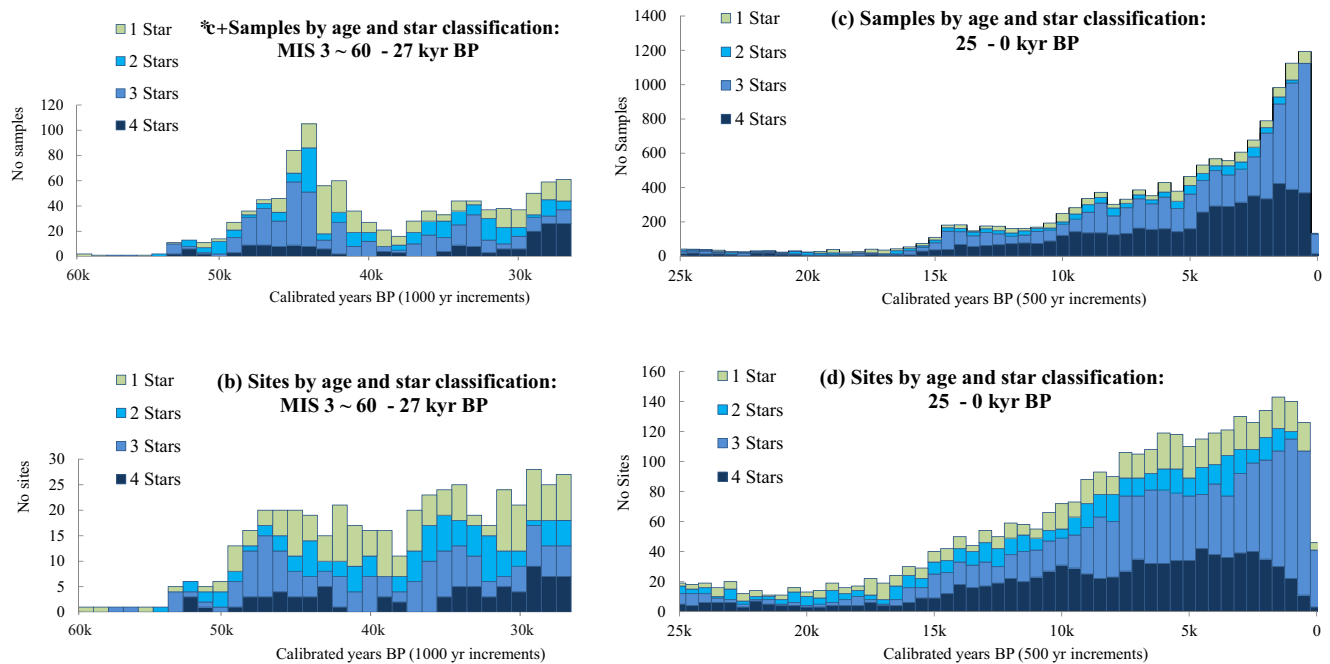 *c+Samples by age and star classification:
MIS 3 ~ 60 - 27 kyr BP
1 Star
2 Stars
3 Stars
4 Stars
No samples
120
100
80
60
40
20
0
60k
50k
40k
30k
Calibrated years BP (1000 yr increments)
(c) Samples by age and star classification:
25 - 0 kyr BP
1 Star
2 Stars
3 Stars
4 Stars
No Samples
1400
1200
1000
800
600
400
200
0
25k
20k
15k
10k
5k
0
Calibrated years BP (500 yr increments)
(b) Sites by age and star classification:
MIS 3 ~ 60 - 27 kyr BP
1 Star
2 Stars
3 Stars
4 Stars
No sites
30
25
20
15
10
5
0
60k
50k
40k
30k
Calibrated years BP (1000 yr increments)
(d) Sites by age and star classification:
25 - 0 kyr BP
1 Star
2 Stars
3 Stars
4 Stars
No Sites
160
140
120
100
80
60
40
20
0
25k
20k
15k
10k
5k
0
Calibrated years BP (500 yr increments)